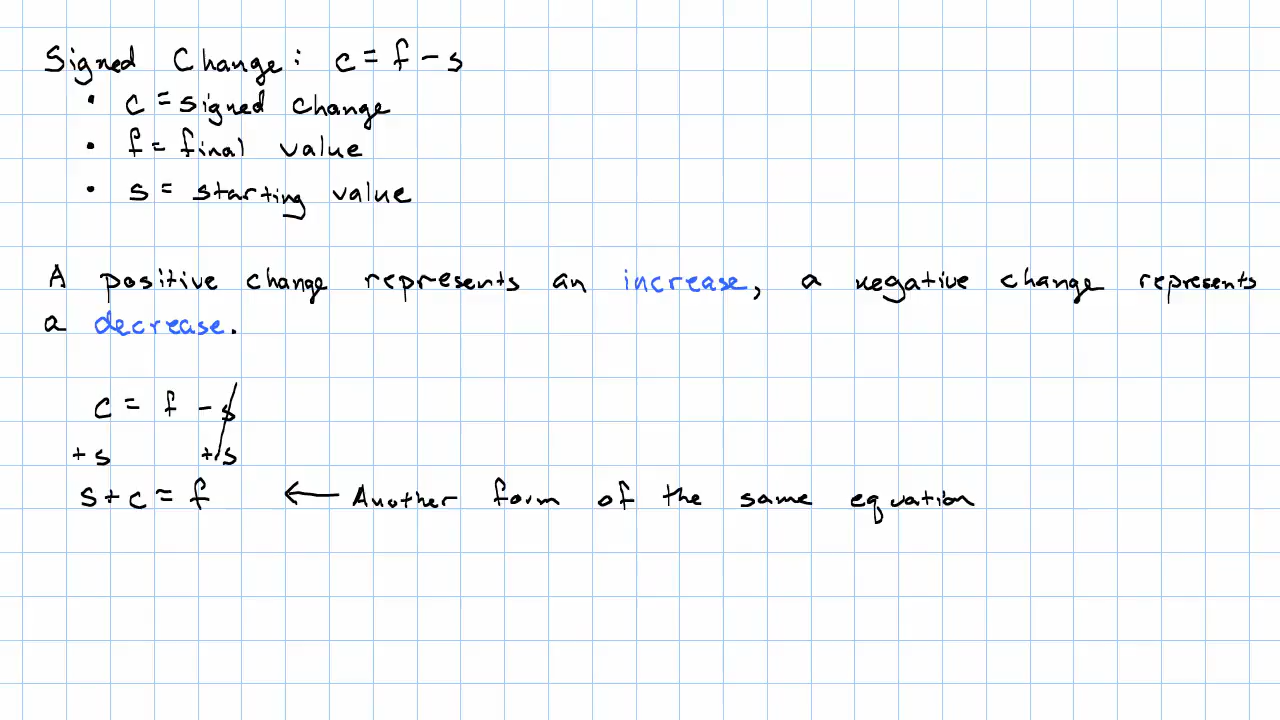 Signed Change: c = f - s
• c = signed change
• f = final value
• s = starting value
A positive change represents an increase, a negative change represents
a decrease.
c = f - s
+ s + s
s + c = f ← Another form of the same equation